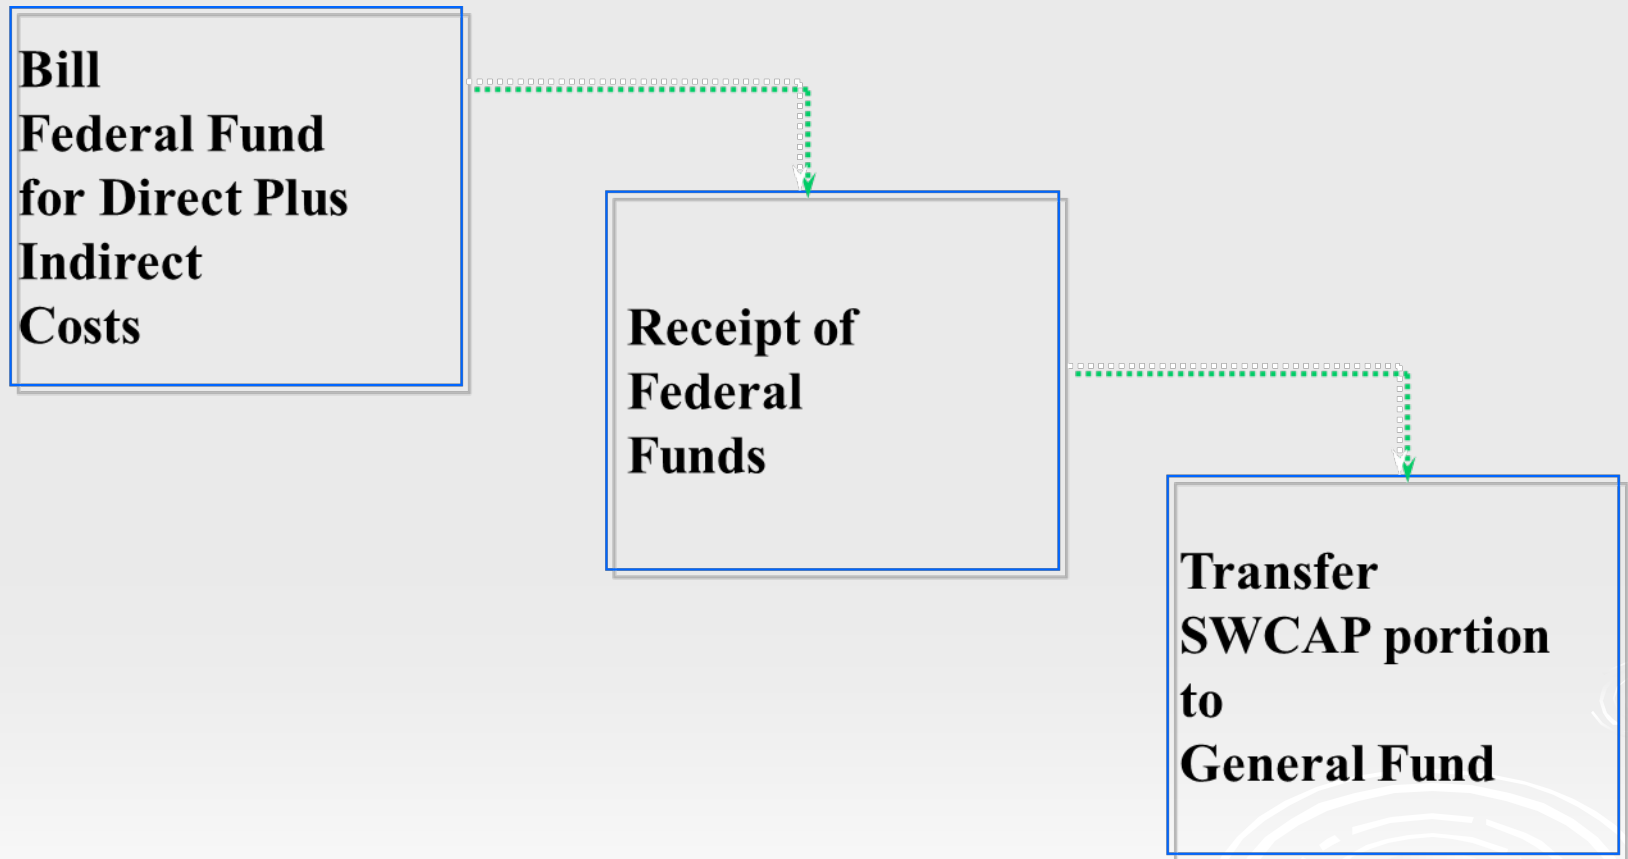 Bill
Federal Fund
for Direct Plus
Indirect
Costs
Receipt of
Federal
Funds
Transfer
SWCAP portion
to
General Fund